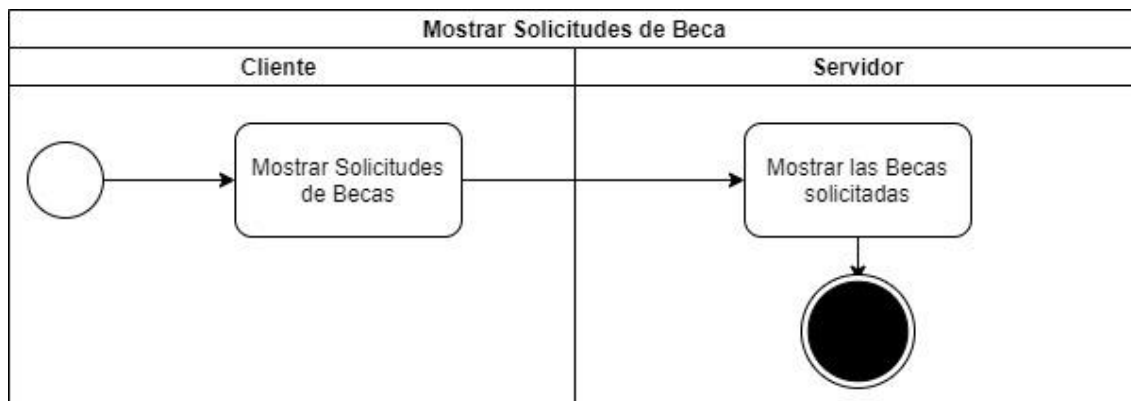 Mostrar Solicitudes de Beca
Cliente
Servidor
Mostrar Solicitudes
de Becas
Mostrar las Becas
solicitadas